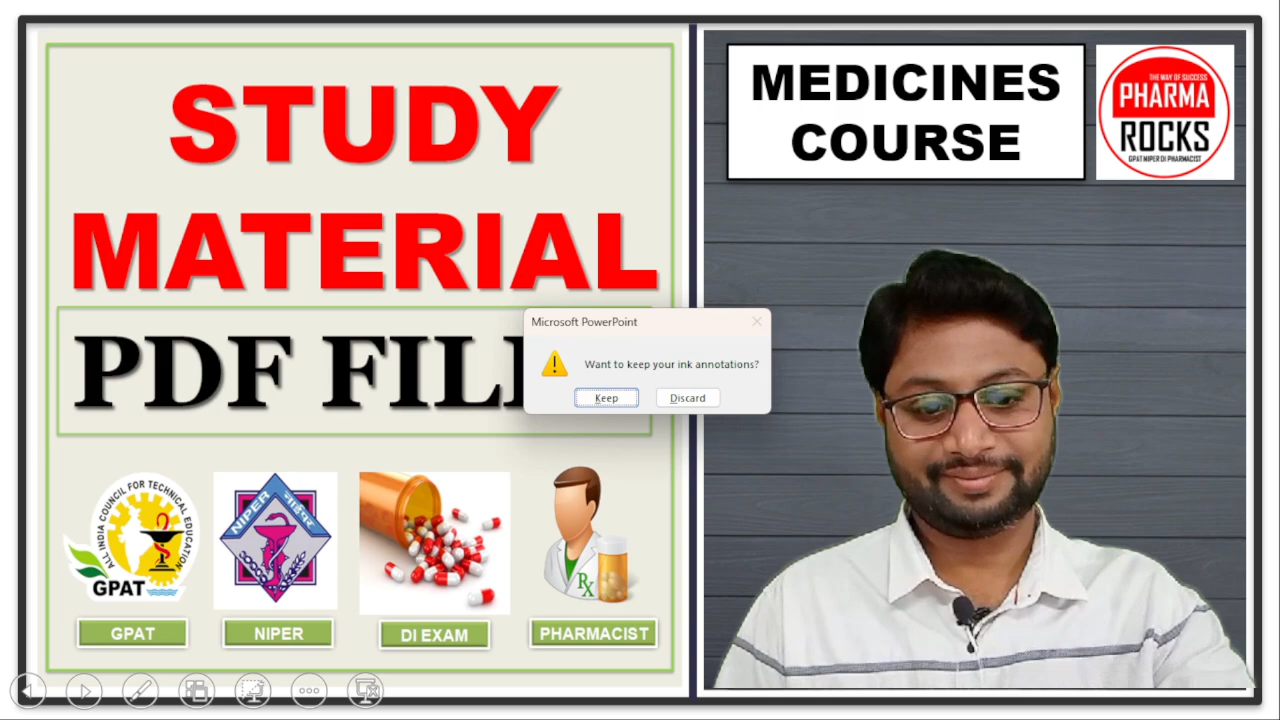 STUDY
MATERIAL
PDF FIL
Microsoft PowerPoint
Want to keep your ink annotations?
Keep
Discard
ALL INDIA COUNCIL FOR TECHNICAL EDUCATION
GPAT
NIPER
नाईपर
RX
GPAT
NIPER
DI EXAM
PHARMACIST
MEDICINES
COURSE
THE WAY OF SUCCESS
PHARMA
ROCKS
GPAT NIPER DI PHARMACIST